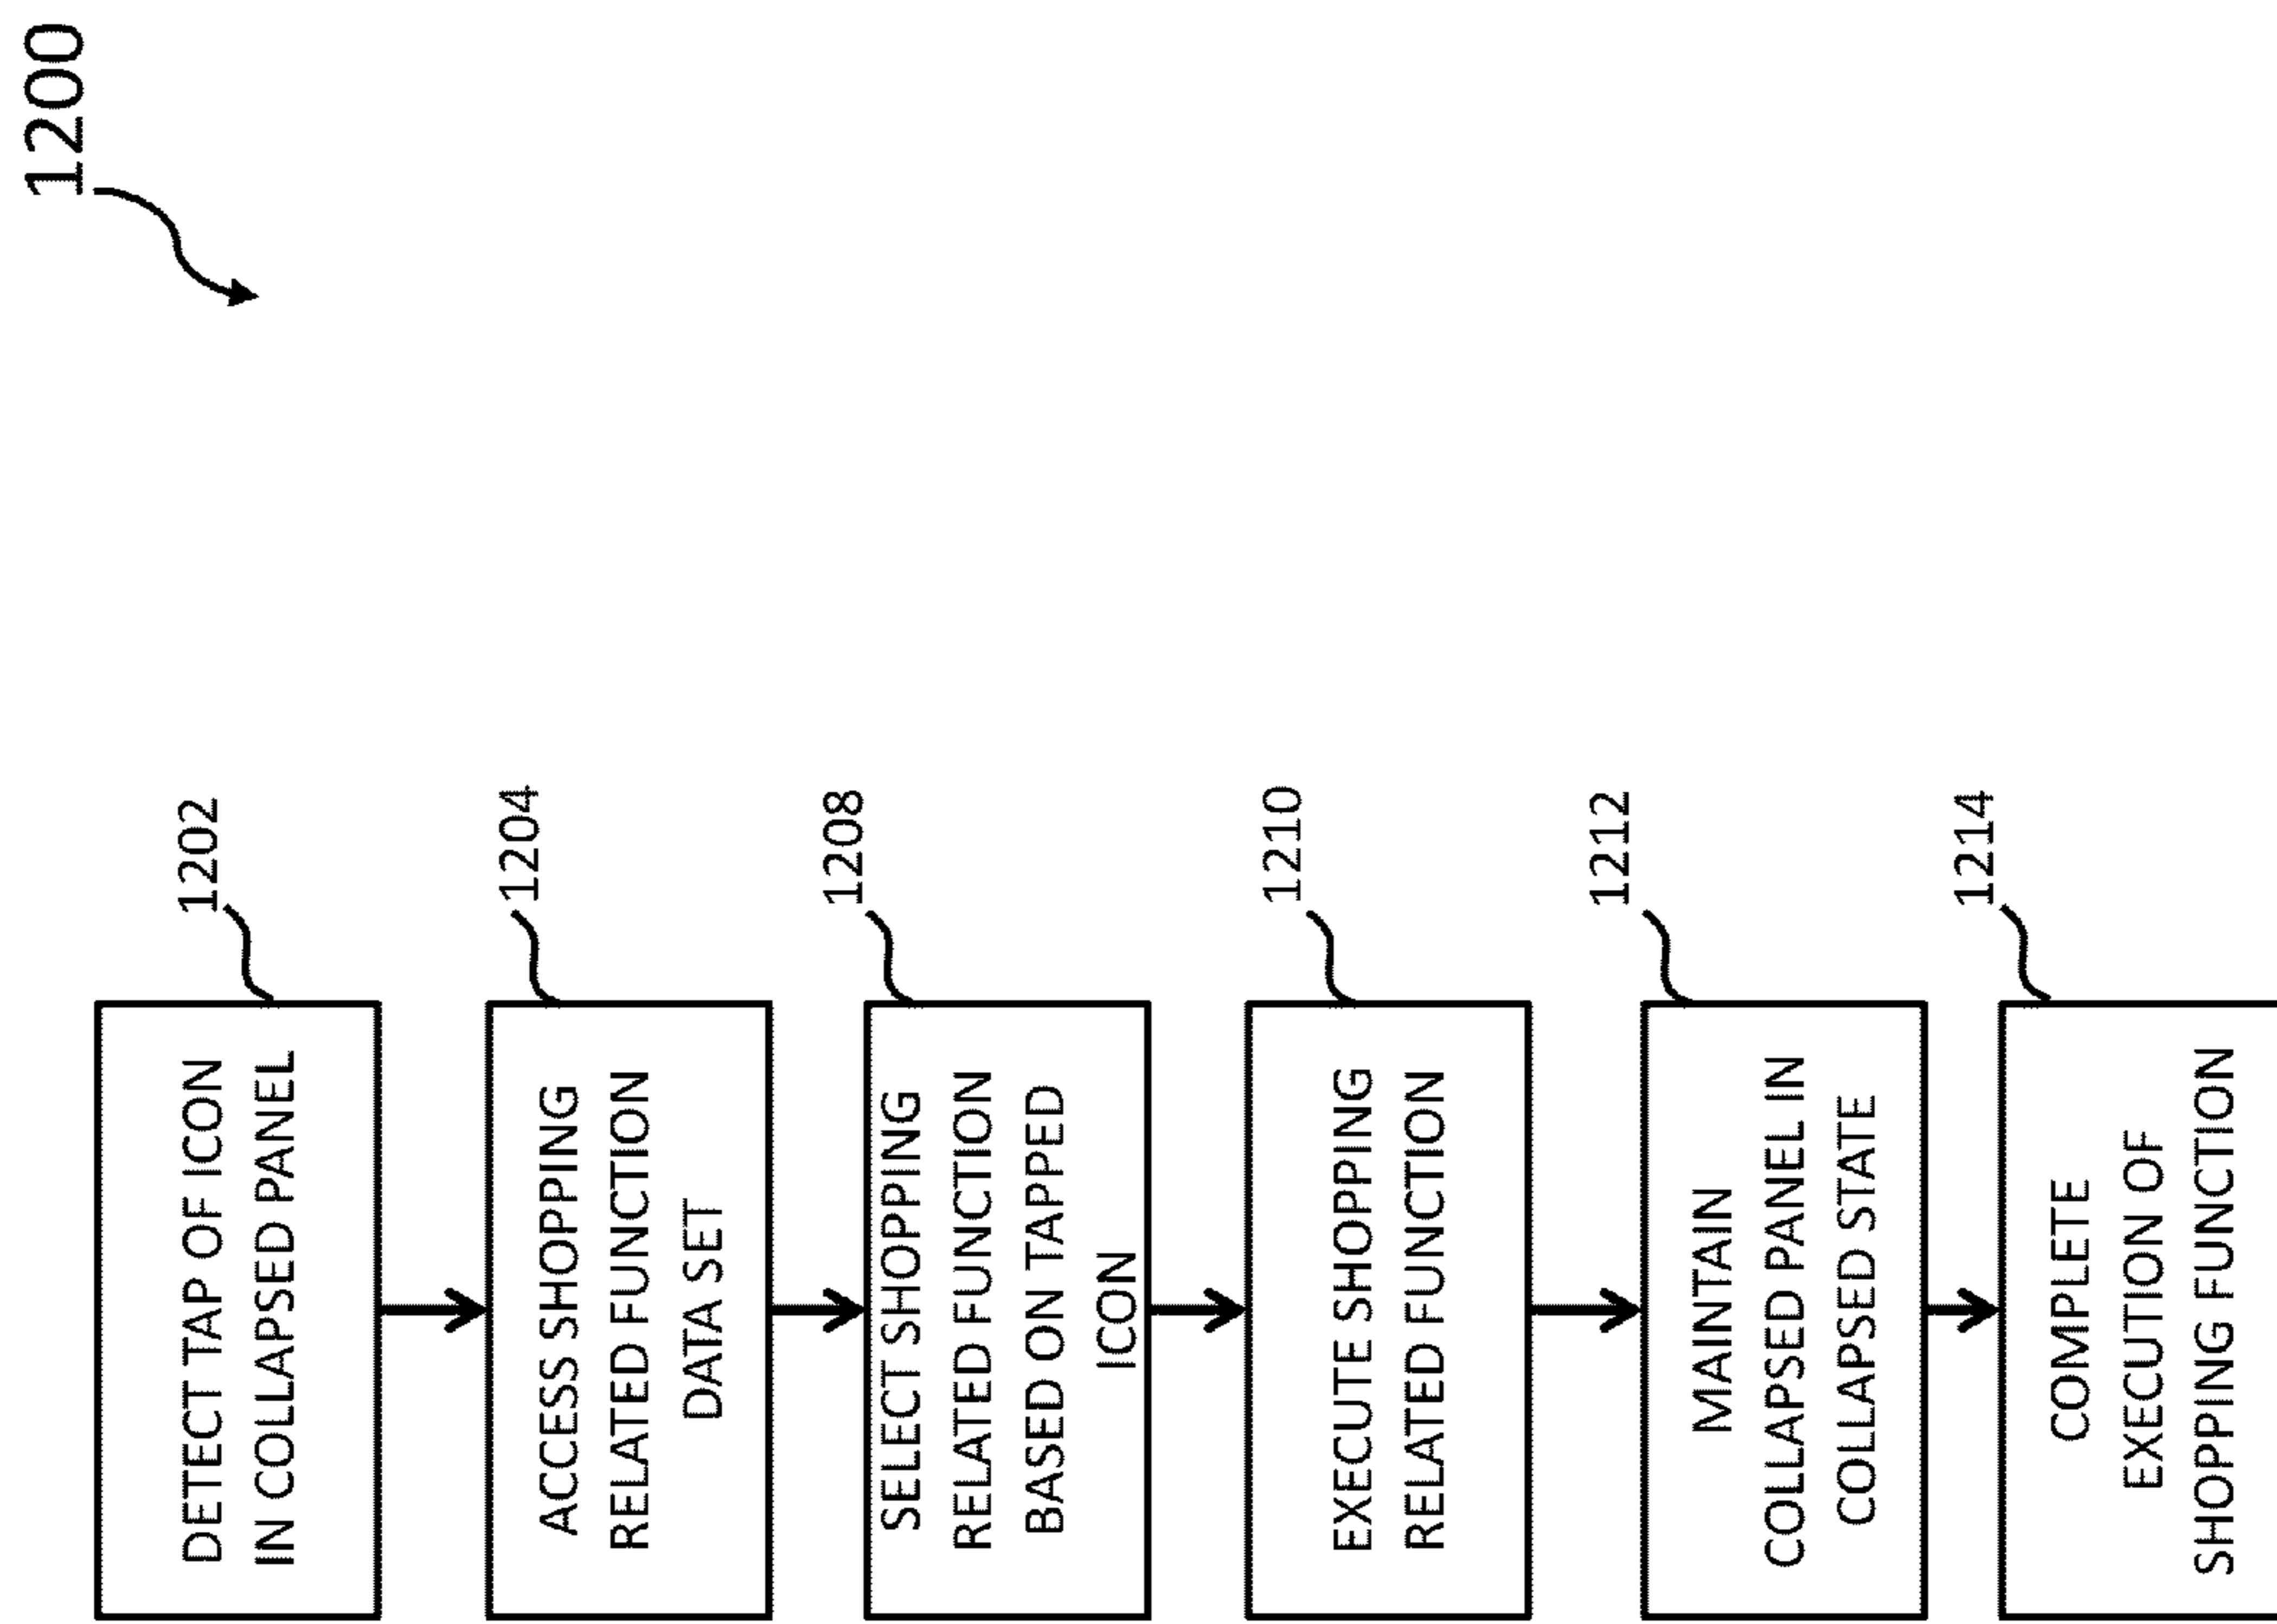 1200
DETECT TAP OF ICON
IN COLLAPSED PANEL
1202
ACCESS SHOPPING
RELATED FUNCTION
DATA SET
1204
SELECT SHOPPING
RELATED FUNCTION
BASED ON TAPPED
ICON
1208
EXECUTE SHOPPING
RELATED FUNCTION
1210
MAINTAIN
COLLAPSED PANEL IN
COLLAPSED STATE
1212
COMPLETE
EXECUTION OF
SHOPPING FUNCTION
1214